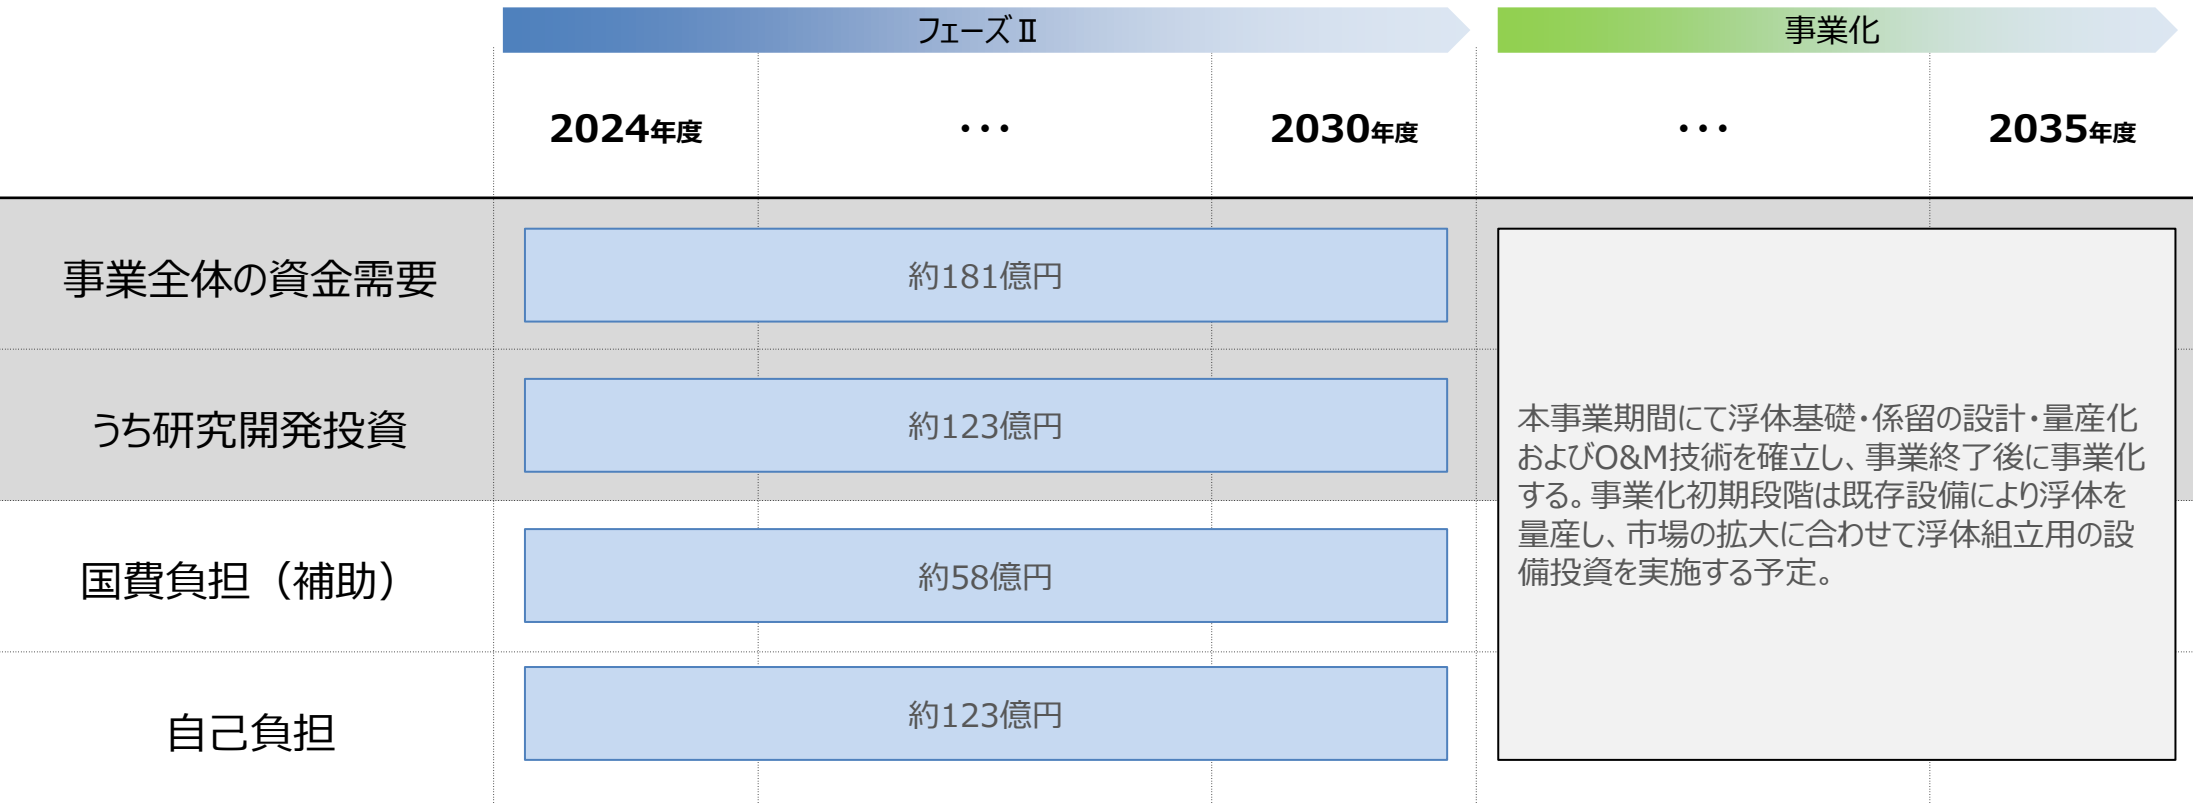 フェーズⅡ
事業化
2024年度
・・・
2030年度
・・・
2035年度
事業全体の資金需要
約181億円
うち研究開発投資
約123億円
国費負担（補助）
約58億円
自己負担
約123億円
本事業期間にて浮体基礎・係留の設計・量産化
およびO&M技術を確立し、事業終了後に事業化
する。事業化初期段階は既存設備により浮体を
量産し、市場の拡大に合わせて浮体組立用の設
備投資を実施する予定。